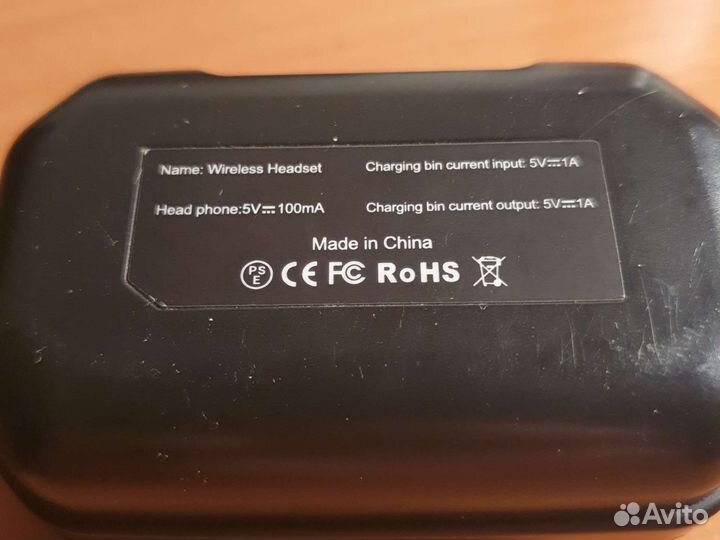 Name: Wireless Headset
Charging bin current input: 5V⎓1A
Head phone:5V⎓100mA
Charging bin current output: 5V⎓1A
Made in China
PS E CE FC RoHS
Avito